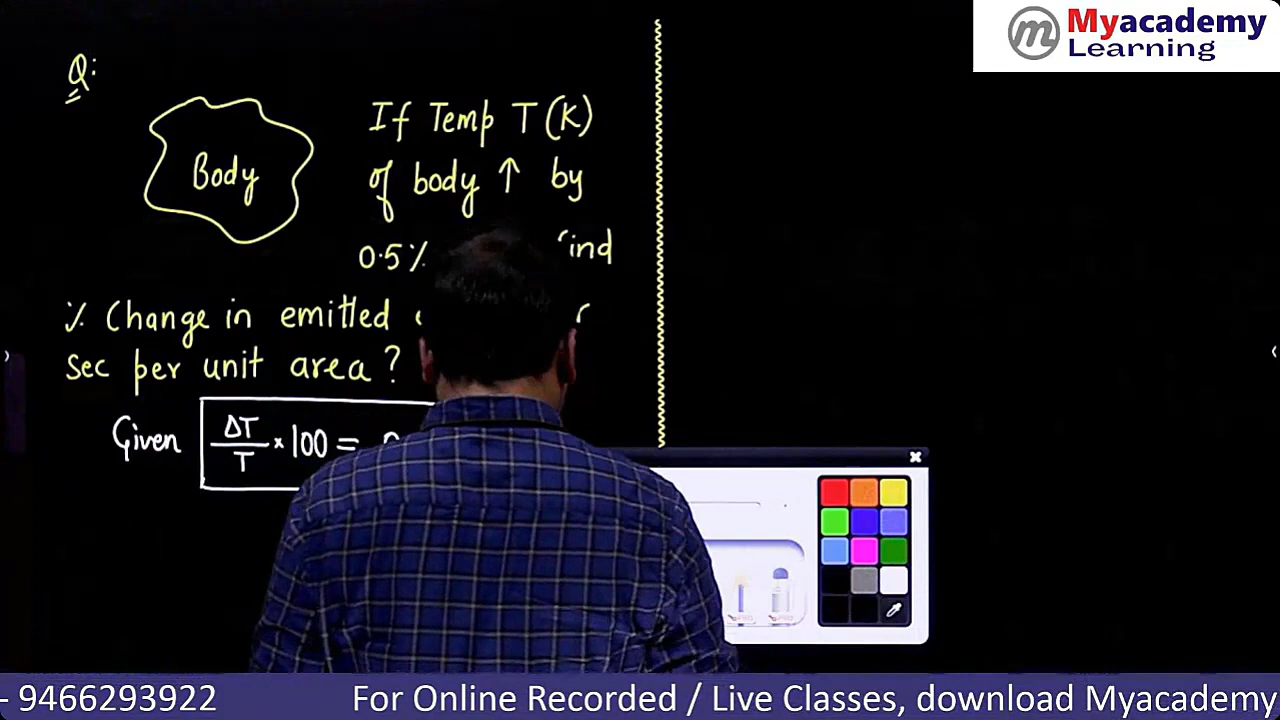 Myacademy
Learning
Q:
Body
If Temp T (K)
of body ↑ by
0.5%
% Change in emitted
sec per unit area?
Given ΔT/T × 100 =
- 9466293922 For Online Recorded / Live Classes, download Myacademy